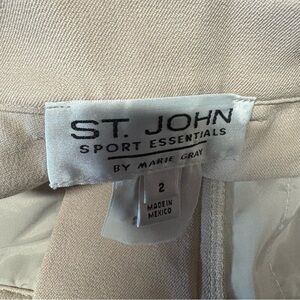 ST. JOHN
SPORT ESSENTIALS
BY MARIE GRAY
2
MADE IN
MEXICO